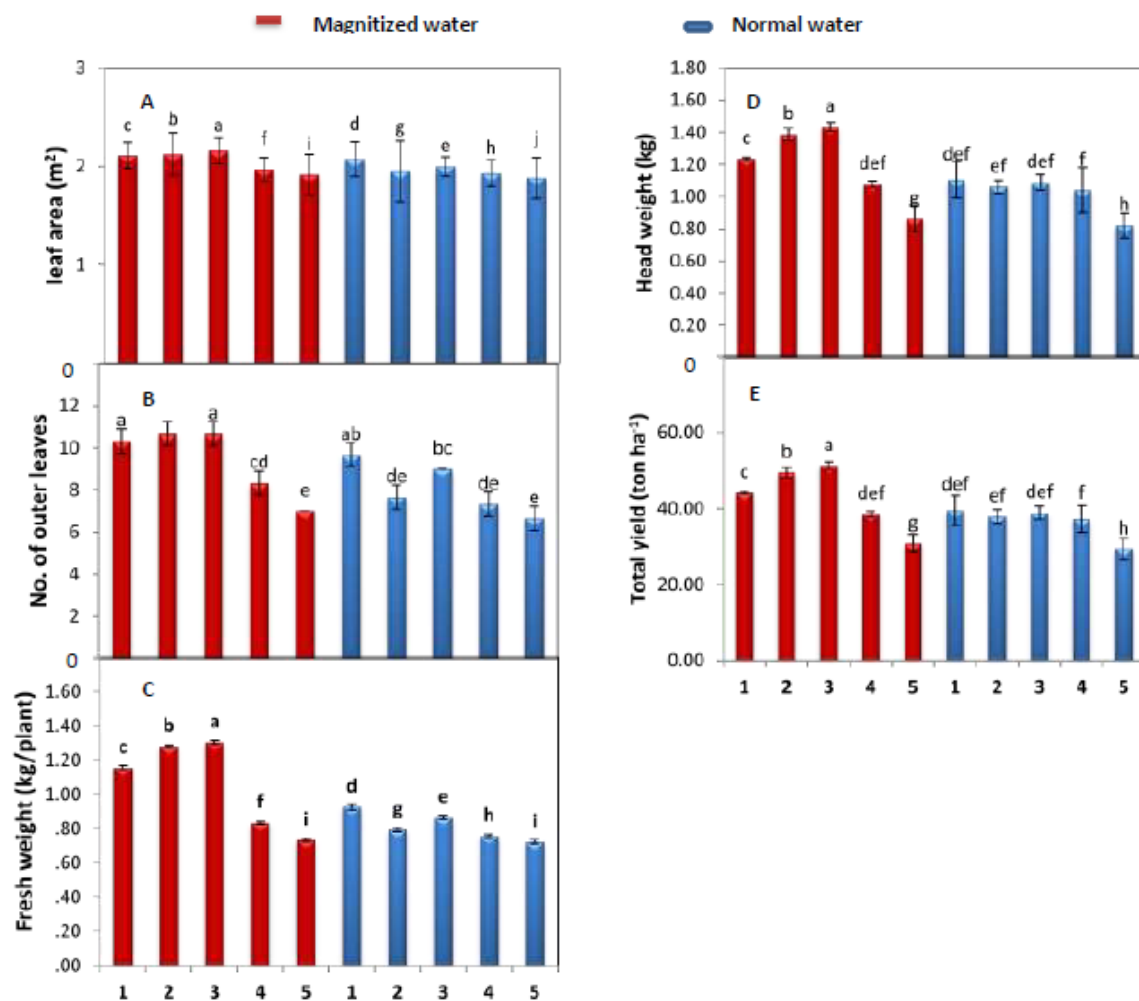 Magnitized water
Normal water
A
leaf area (m²)
3
2
1
0
c b a f i d g e h j
B
No. of outer leaves
12
10
8
6
4
2
0
a a cd e ab de bc de e
C
Fresh weight (kg/plant)
1.60
1.40
1.20
1.00
.80
.60
.40
.20
.00
c b a f i d g e h i
1 2 3 4 5 1 2 3 4 5
D
Head weight (kg)
1.80
1.60
1.40
1.20
1.00
0.80
0.60
0.40
0.20
0
c b a def g def ef def f h
E
Total yield (ton ha⁻¹)
60.00
40.00
20.00
0.00
c b a def g def ef def f h
1 2 3 4 5 1 2 3 4 5